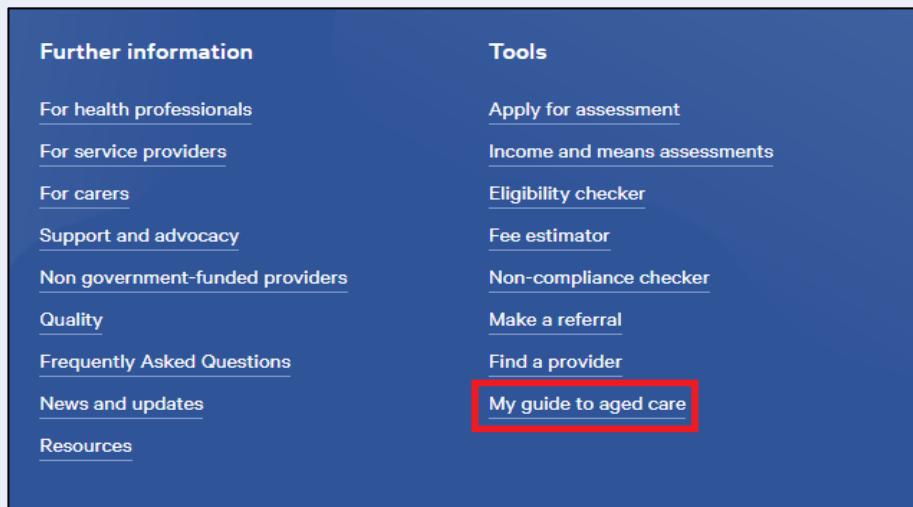 Further information
For health professionals
For service providers
For carers
Support and advocacy
Non government-funded providers
Quality
Frequently Asked Questions
News and updates
Resources
Tools
Apply for assessment
Income and means assessments
Eligibility checker
Fee estimator
Non-compliance checker
Make a referral
Find a provider
My guide to aged care